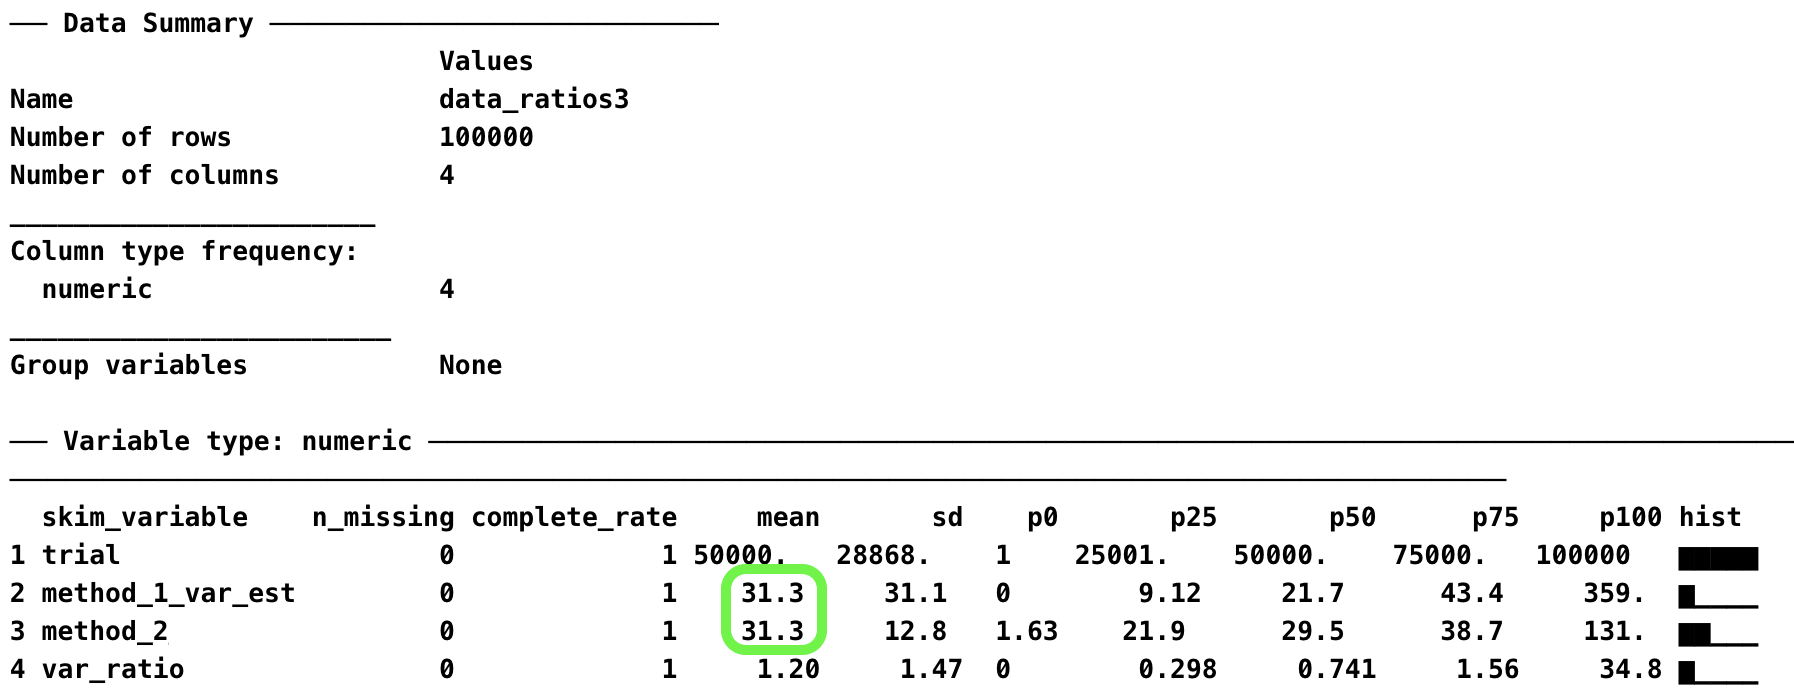 ── Data Summary ────────────────────────────
Values
Name data_ratios3
Number of rows 100000
Number of columns 4
_______________________
Column type frequency:
numeric 4
________________________
Group variables None
── Variable type: numeric ──────────────────────────────────────────────────────────────────────────────────────
skim_variable n_missing complete_rate mean sd p0 p25 p50 p75 p100 hist
1 trial 0 1 50000. 28868. 1 25001. 50000. 75000. 100000 ▇▇▇▇▇
2 method_1_var_est 0 1 31.3 31.1 0 9.12 21.7 43.4 359. ▇▁▁▁▁
3 method_2 0 1 31.3 12.8 1.63 21.9 29.5 38.7 131. ▇▇▁▁▁
4 var_ratio 0 1 1.20 1.47 0 0.298 0.741 1.56 34.8 ▇▁▁▁▁